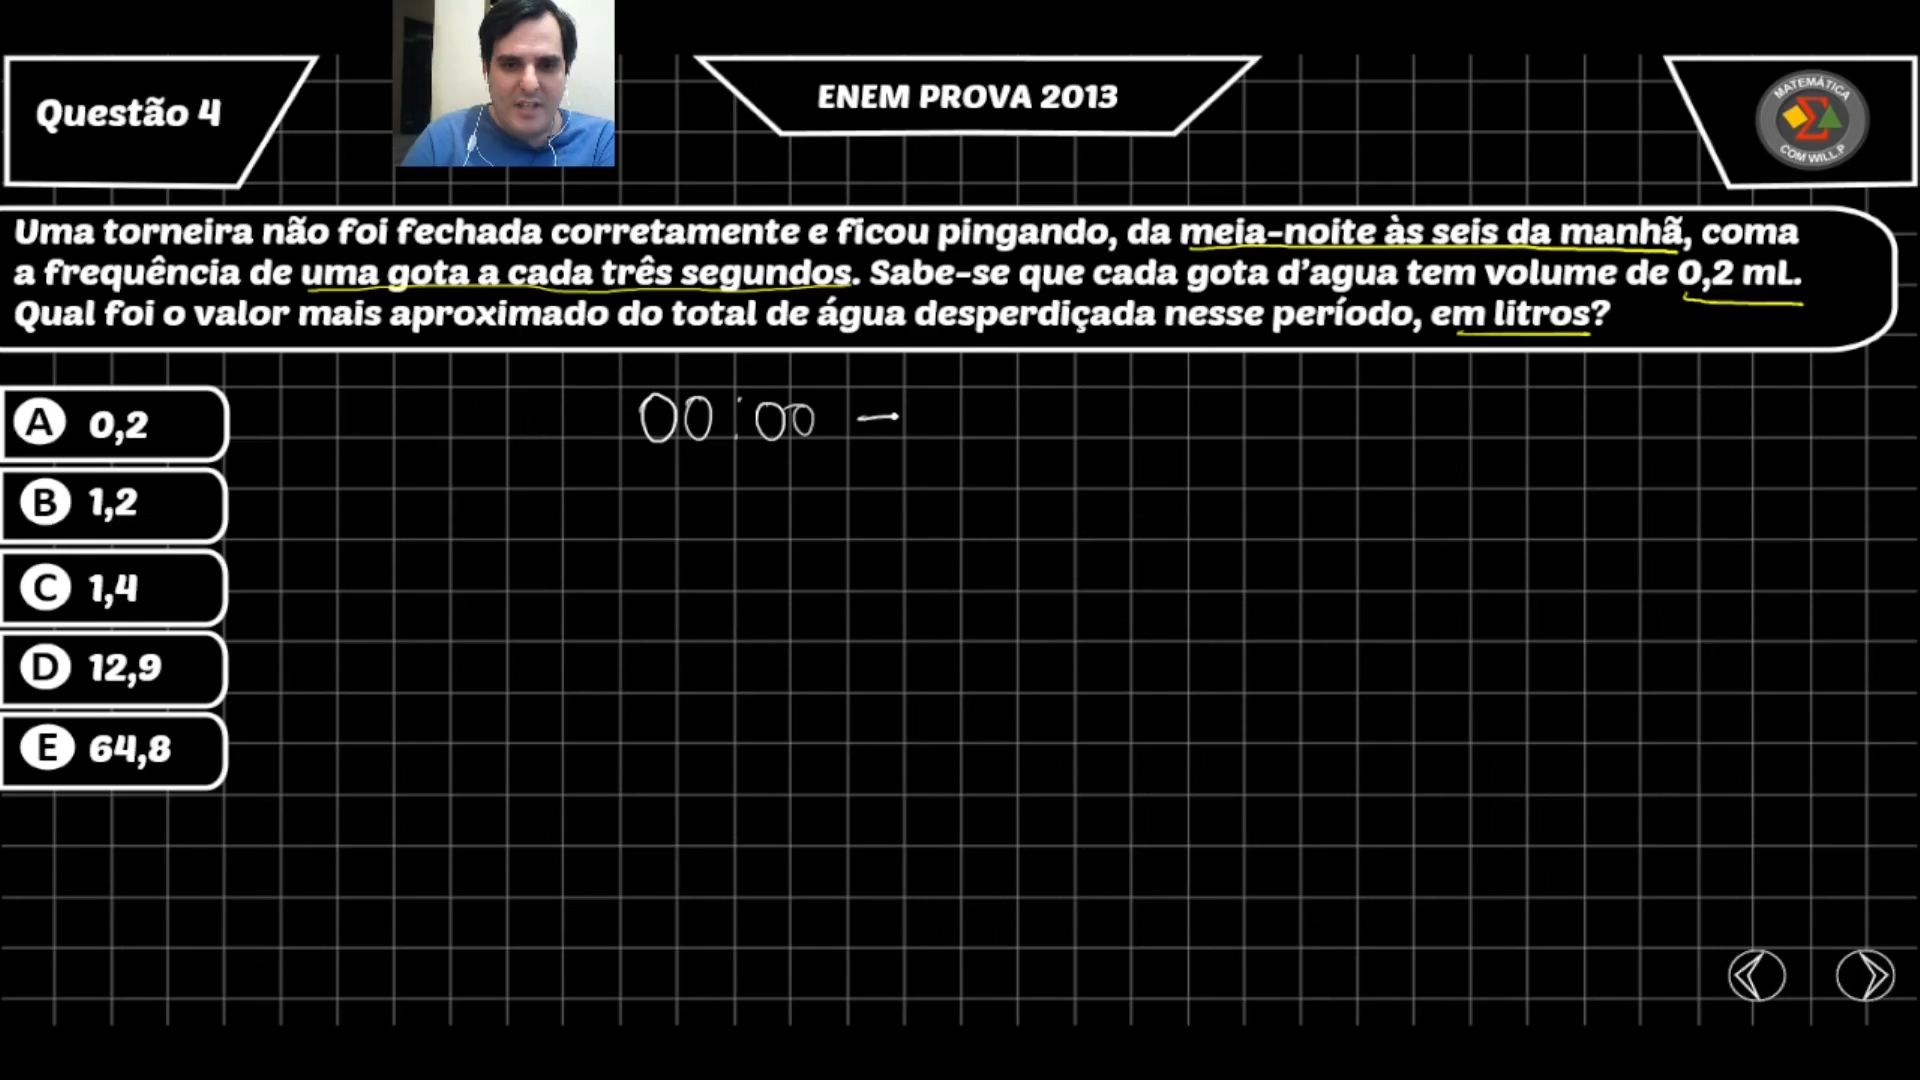 Questão 4
ENEM PROVA 2013
MATEMÁTICA
COM WILL.P
Uma torneira não foi fechada corretamente e ficou pingando, da meia-noite às seis da manhã, coma
a frequência de uma gota a cada três segundos. Sabe-se que cada gota d’agua tem volume de 0,2 mL.
Qual foi o valor mais aproximado do total de água desperdiçada nesse período, em litros?
00:00 —
A 0,2
B 1,2
C 1,4
D 12,9
E 64,8